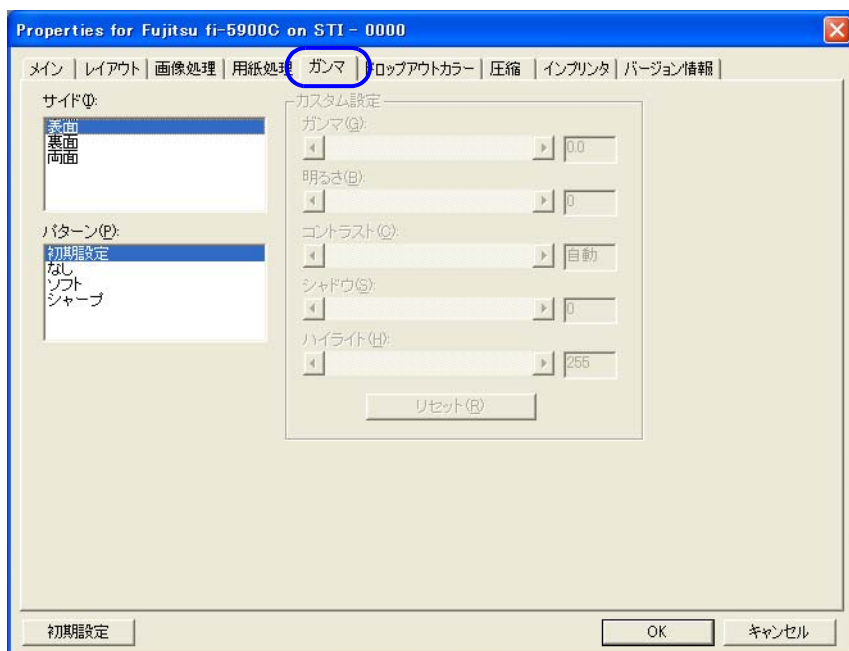 Properties for Fujitsu fi-5900C on STI - 0000
メイン レイアウト 画像処理 用紙処理 ガンマ ドロップアウトカラー 圧縮 インプリンタ バージョン情報
サイド(I):
表面
裏面
両面
パターン(P):
初期設定
なし
ソフト
シャープ
カスタム設定
ガンマ(G):
0.0
明るさ(B):
0
コントラスト(C):
自動
シャドウ(S):
0
ハイライト(H):
255
リセット(R)
初期設定 OK キャンセル